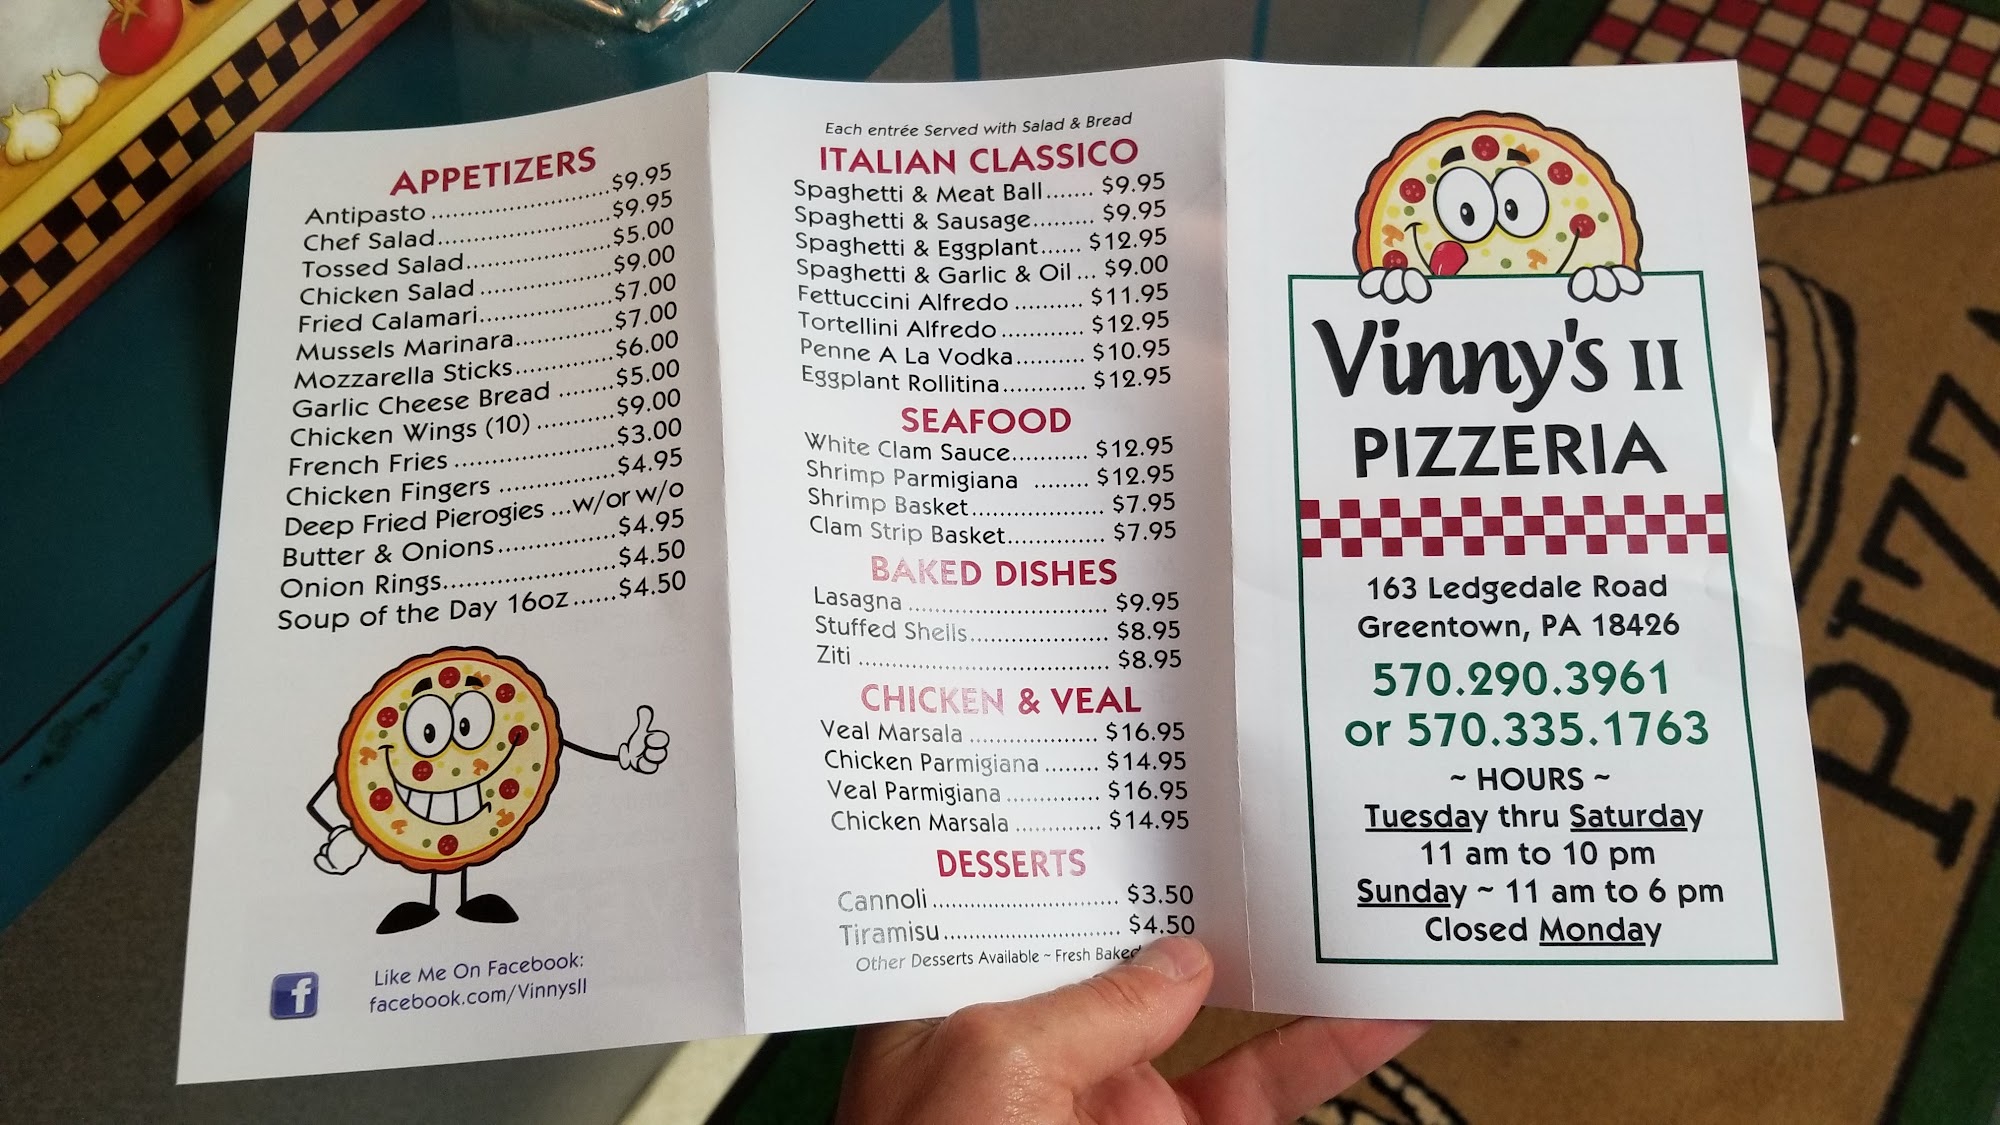 APPETIZERS
Antipasto ..............................$9.95
Chef Salad..............................$9.95
Tossed Salad..........................$5.00
Chicken Salad ........................$9.00
Fried Calamari........................$7.00
Mussels Marinara...................$7.00
Mozzarella Sticks...................$6.00
Garlic Cheese Bread ..............$5.00
Chicken Wings (10) ................$9.00
French Fries ...........................$3.00
Chicken Fingers .....................$4.95
Deep Fried Pierogies ...w/or w/o
Butter & Onions.....................$4.95
Onion Rings...........................$4.50
Soup of the Day 16oz......$4.50
Like Me On Facebook:
facebook.com/VinnysII
f
Each entrée Served with Salad & Bread
ITALIAN CLASSICO
Spaghetti & Meat Ball....... $9.95
Spaghetti & Sausage......... $9.95
Spaghetti & Eggplant...... $12.95
Spaghetti & Garlic & Oil ... $9.00
Fettuccini Alfredo .......... $11.95
Tortellini Alfredo ............ $12.95
Penne A La Vodka.......... $10.95
Eggplant Rollitina............ $12.95
SEAFOOD
White Clam Sauce........... $12.95
Shrimp Parmigiana ........ $12.95
Shrimp Basket................... $7.95
Clam Strip Basket.............. $7.95
BAKED DISHES
Lasagna ............................. $9.95
Stuffed Shells.................... $8.95
Ziti .................................... $8.95
CHICKEN & VEAL
Veal Marsala ................... $16.95
Chicken Parmigiana ........ $14.95
Veal Parmigiana .............. $16.95
Chicken Marsala ............. $14.95
DESSERTS
Cannoli ............................ $3.50
Tiramisu.......................... $4.50
Other Desserts Available ~ Fresh Baked
Vinny's II
PIZZERIA
163 Ledgedale Road
Greentown, PA 18426
570.290.3961
or 570.335.1763
~ HOURS ~
Tuesday thru Saturday
11 am to 10 pm
Sunday ~ 11 am to 6 pm
Closed Monday
PIZZ